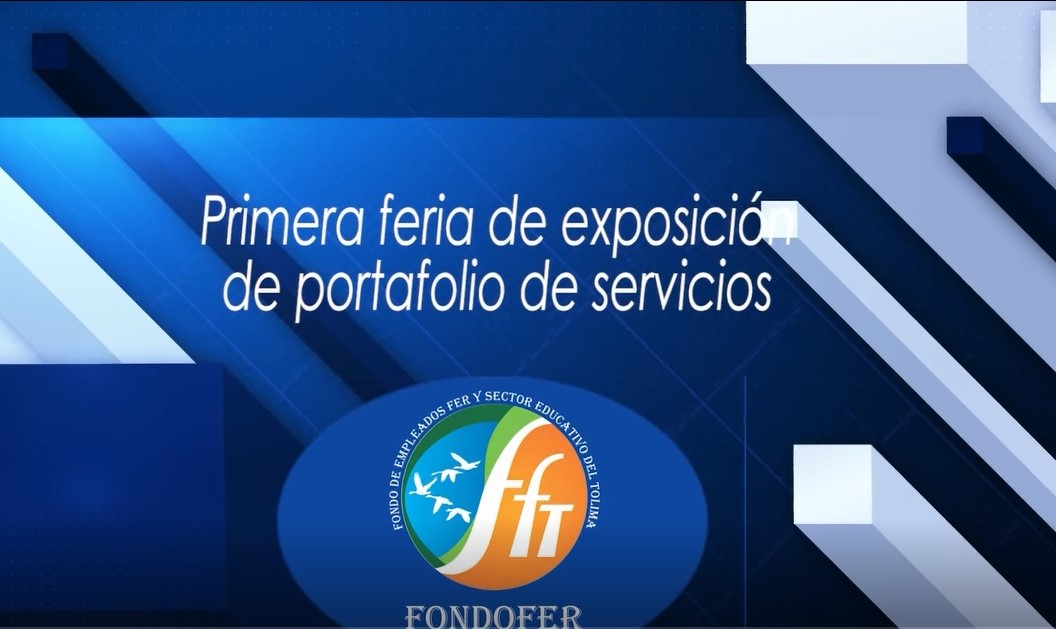 Primera feria de exposición
de portafolio de servicios
FONDO DE EMPLEADOS FER Y SECTOR EDUCATIVO DEL TOLIMA
ffT
FONDOFER